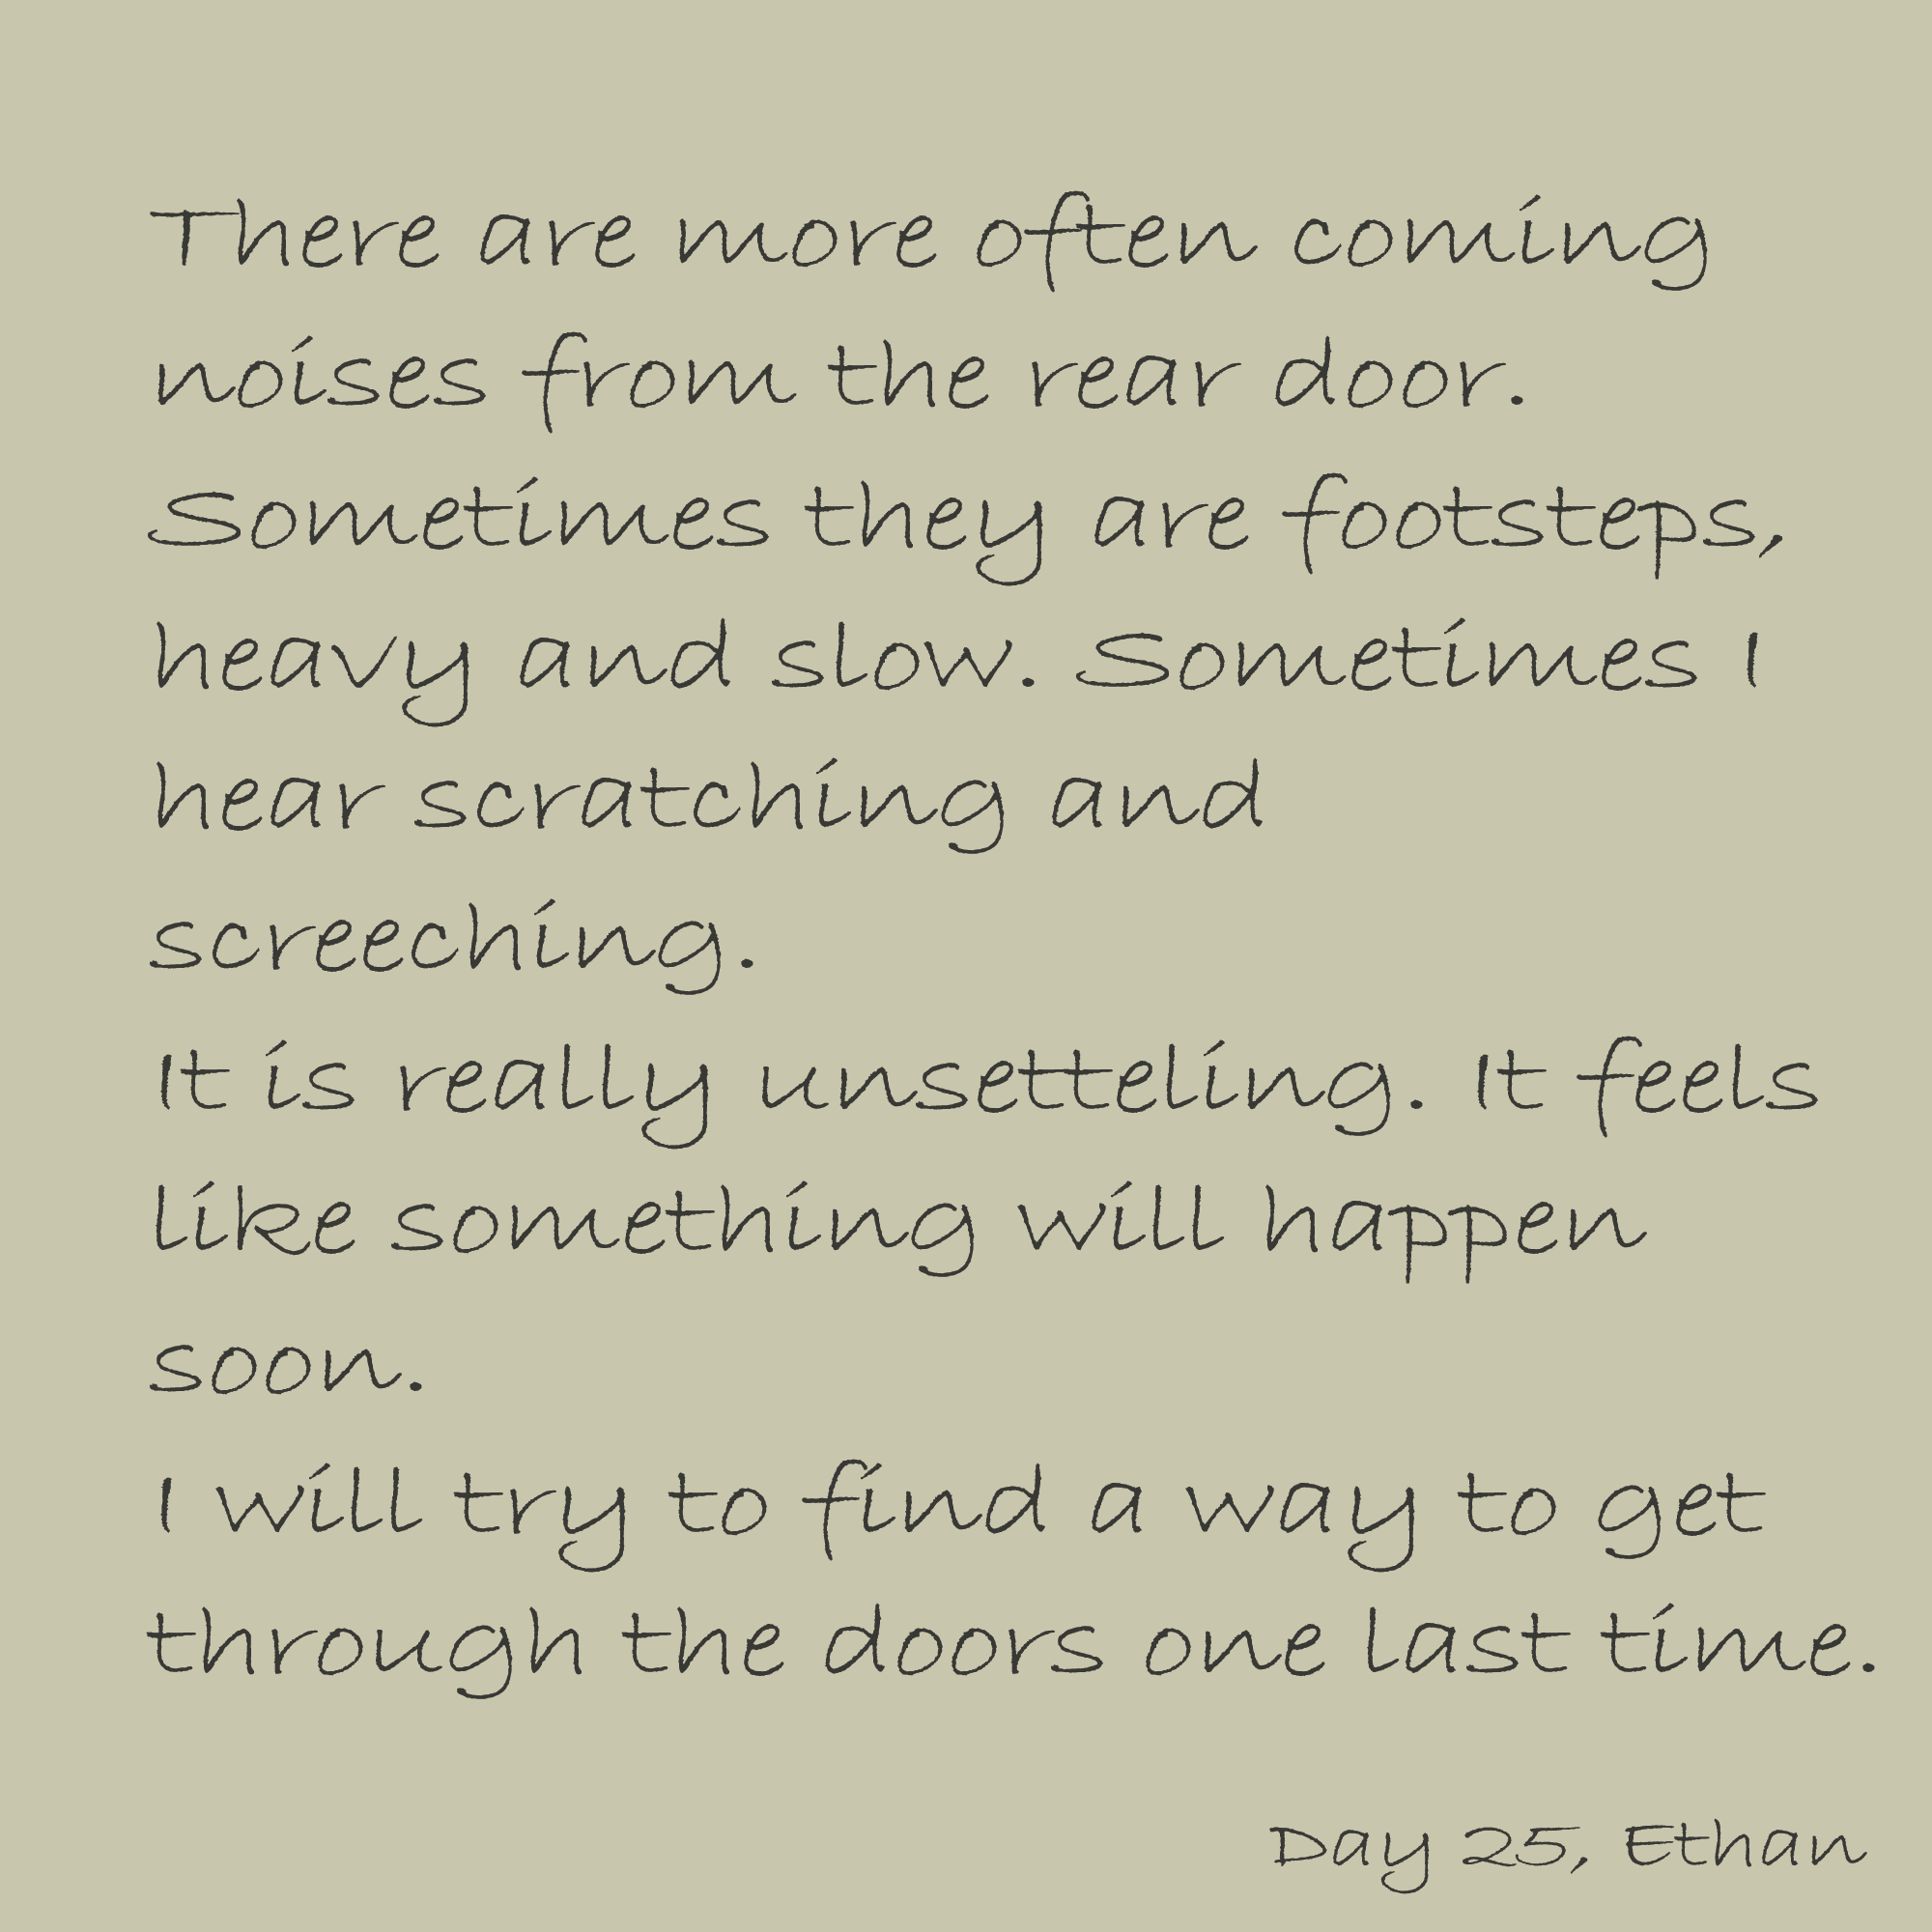 There are more often coming
noises from the rear door.
Sometimes they are footsteps,
heavy and slow. Sometimes I
hear scratching and
screeching.
It is really unsetteling. It feels
like something will happen
soon.
I will try to find a way to get
through the doors one last time.
Day 25, Ethan